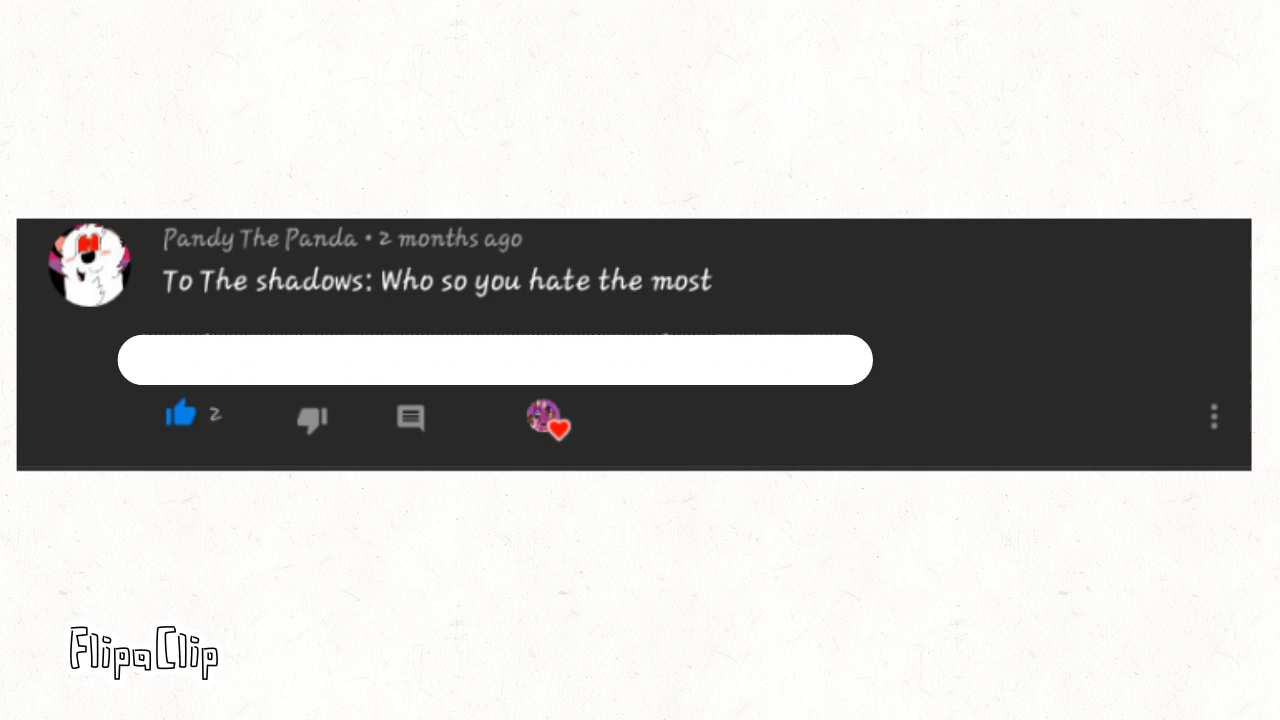 Pandy The Panda • 2 months ago
To The shadows: Who so you hate the most
2
FlipaClip